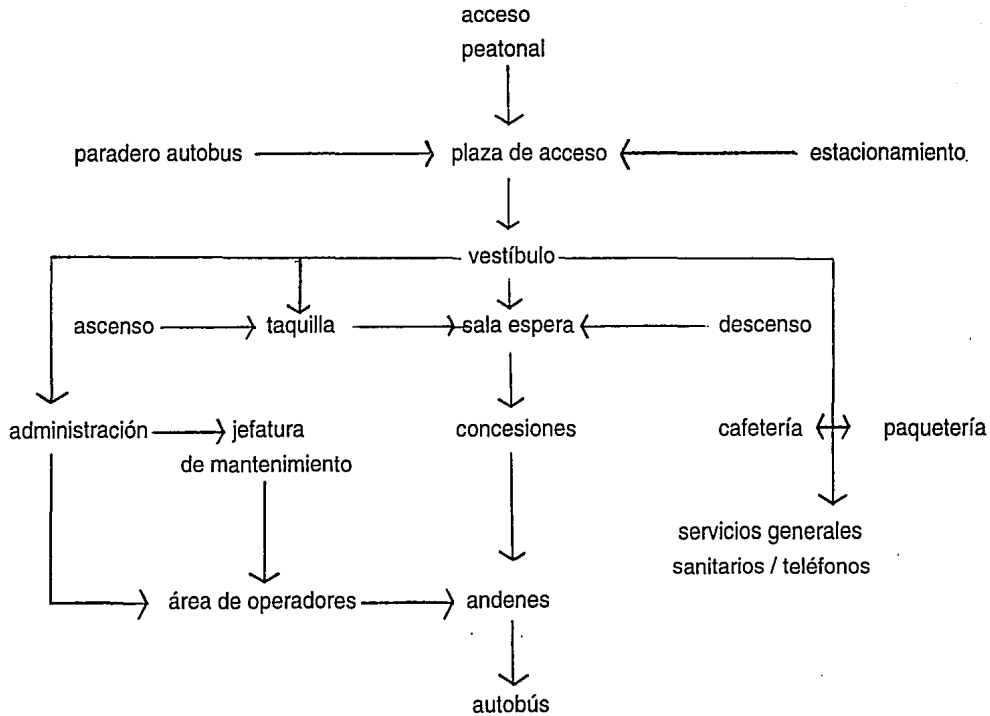 acceso
peatonal
paradero autobus
plaza de acceso
estacionamiento
vestíbulo
ascenso
taquilla
sala espera
descenso
administración
jefatura
de mantenimiento
concesiones
cafetería
paquetería
servicios generales
sanitarios / teléfonos
área de operadores
andenes
autobús